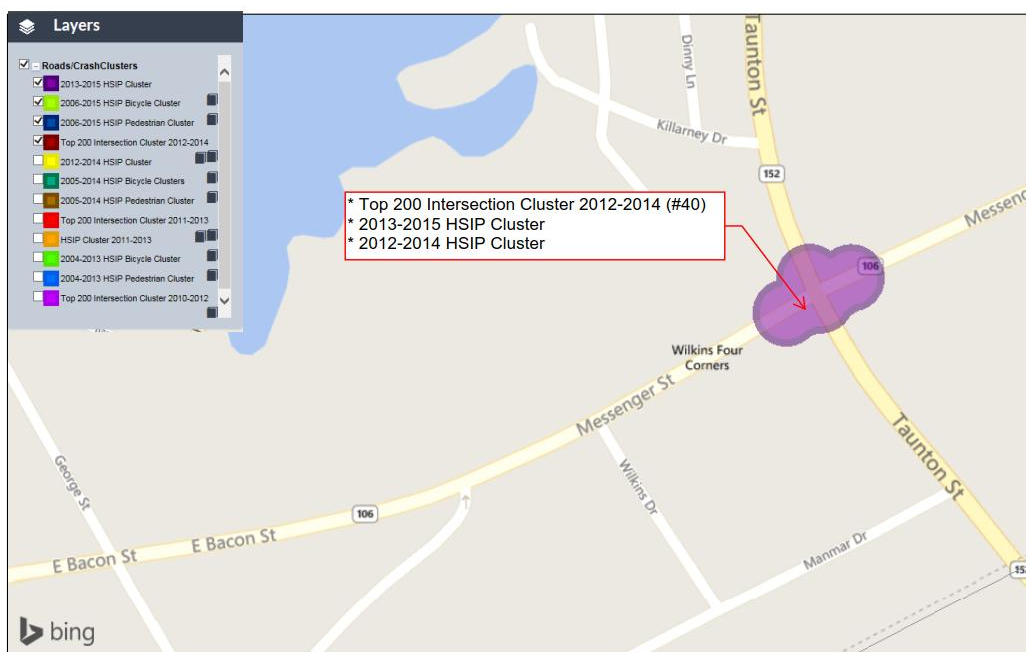 Layers
Roads/CrashClusters
2013-2015 HSIP Cluster
2006-2015 HSIP Bicycle Cluster
2006-2015 HSIP Pedestrian Cluster
Top 200 Intersection Cluster 2012-2014
2012-2014 HSIP Cluster
2005-2014 HSIP Bicycle Clusters
2005-2014 HSIP Pedestrian Cluster
Top 200 Intersection Cluster 2011-2013
HSIP Cluster 2011-2013
2004-2013 HSIP Bicycle Cluster
2004-2013 HSIP Pedestrian Cluster
Top 200 Intersection Cluster 2010-2012
Dinny Ln
Taunton St
Killarney Dr
152
* Top 200 Intersection Cluster 2012-2014 (#40)
* 2013-2015 HSIP Cluster
* 2012-2014 HSIP Cluster
Messeng
106
Wilkins Four
Corners
Messenger St
Taunton St
George St
Wilkins Dr
106
E Bacon St
E Bacon St
Manmar Dr
15
bing